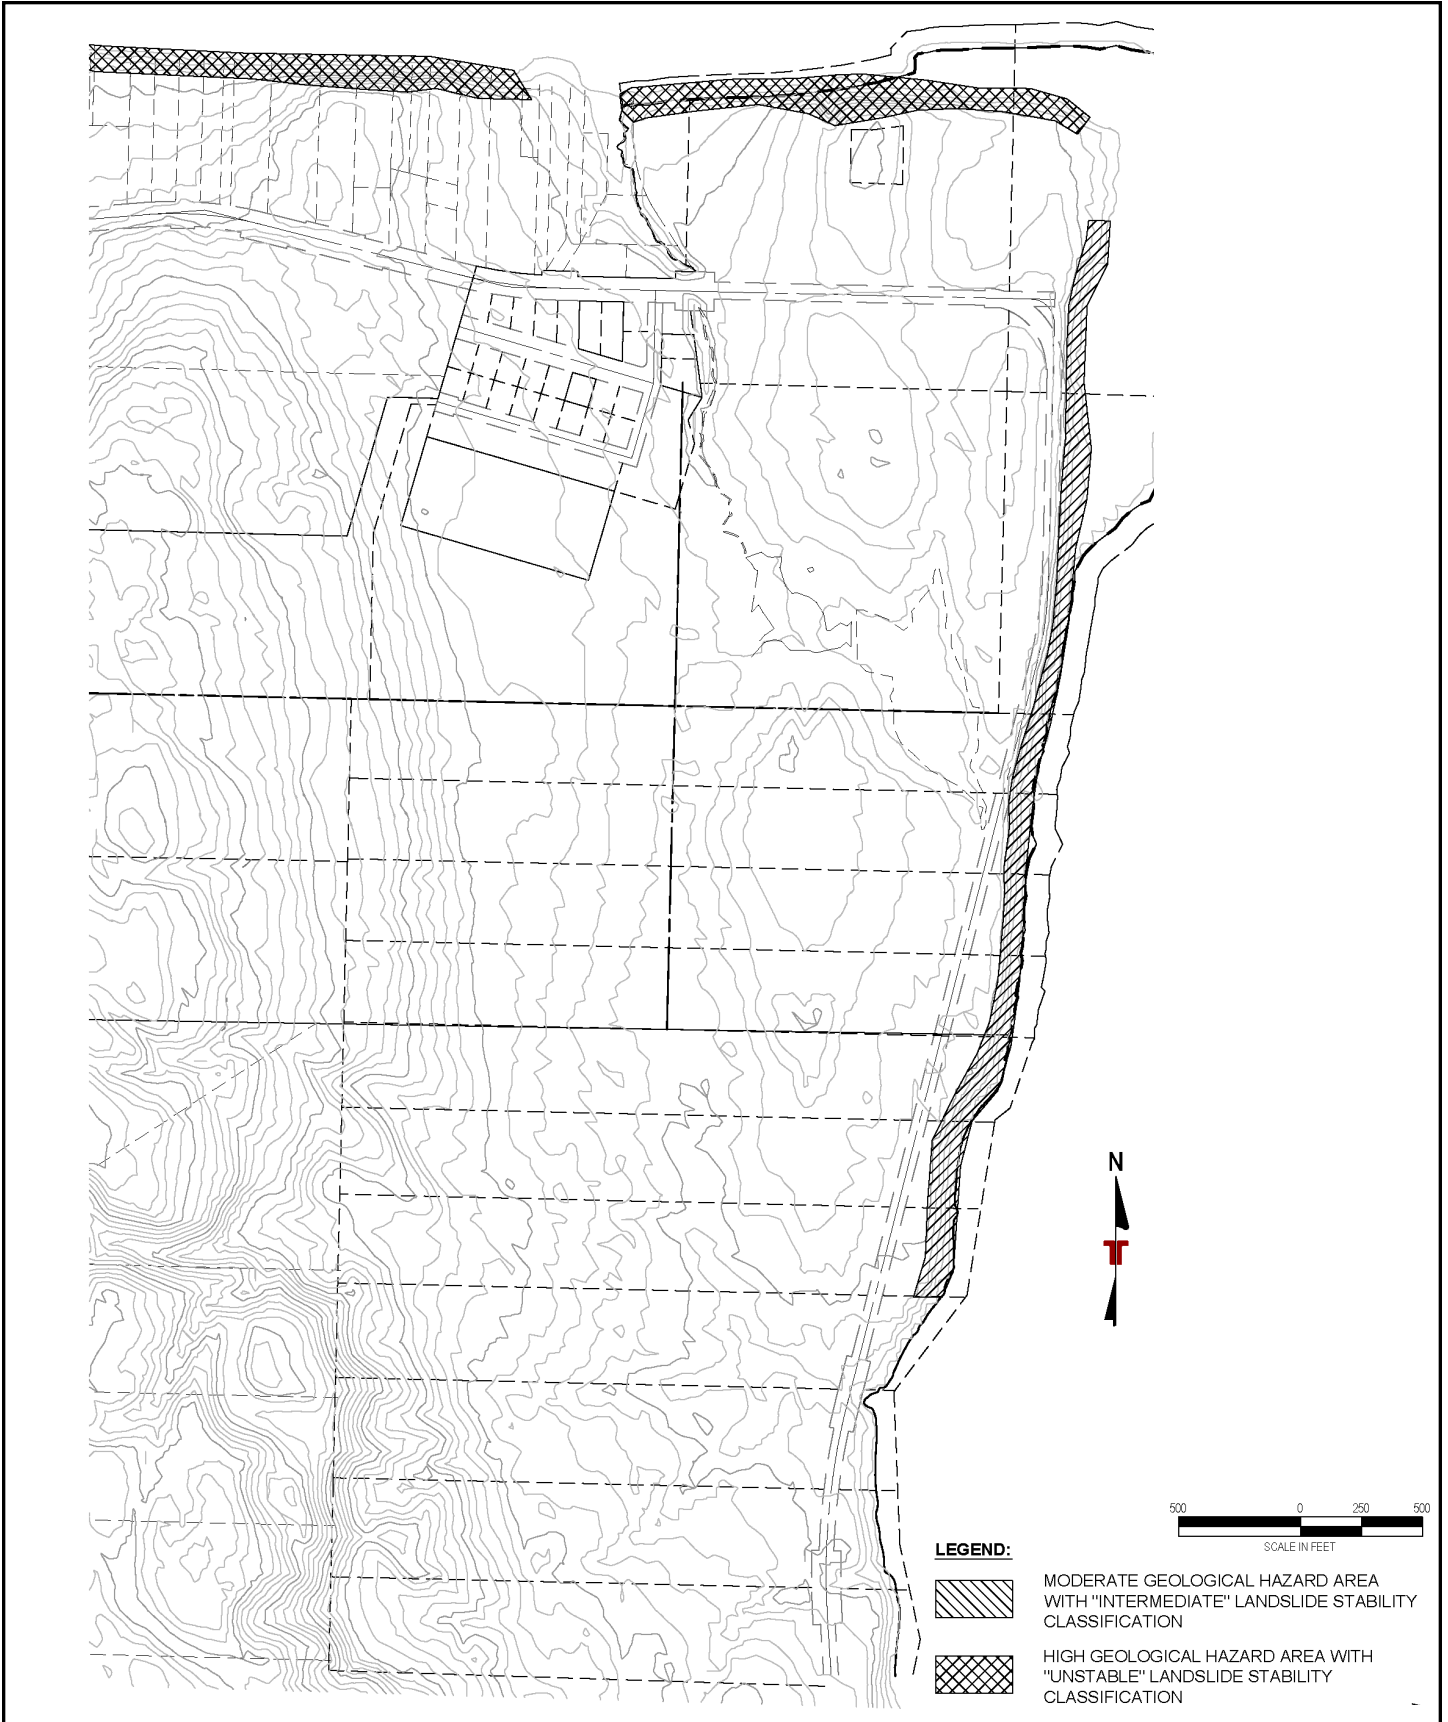 N
500 0 250 500
SCALE IN FEET
LEGEND:
MODERATE GEOLOGICAL HAZARD AREA
WITH "INTERMEDIATE" LANDSLIDE STABILITY
CLASSIFICATION
HIGH GEOLOGICAL HAZARD AREA WITH
"UNSTABLE" LANDSLIDE STABILITY
CLASSIFICATION